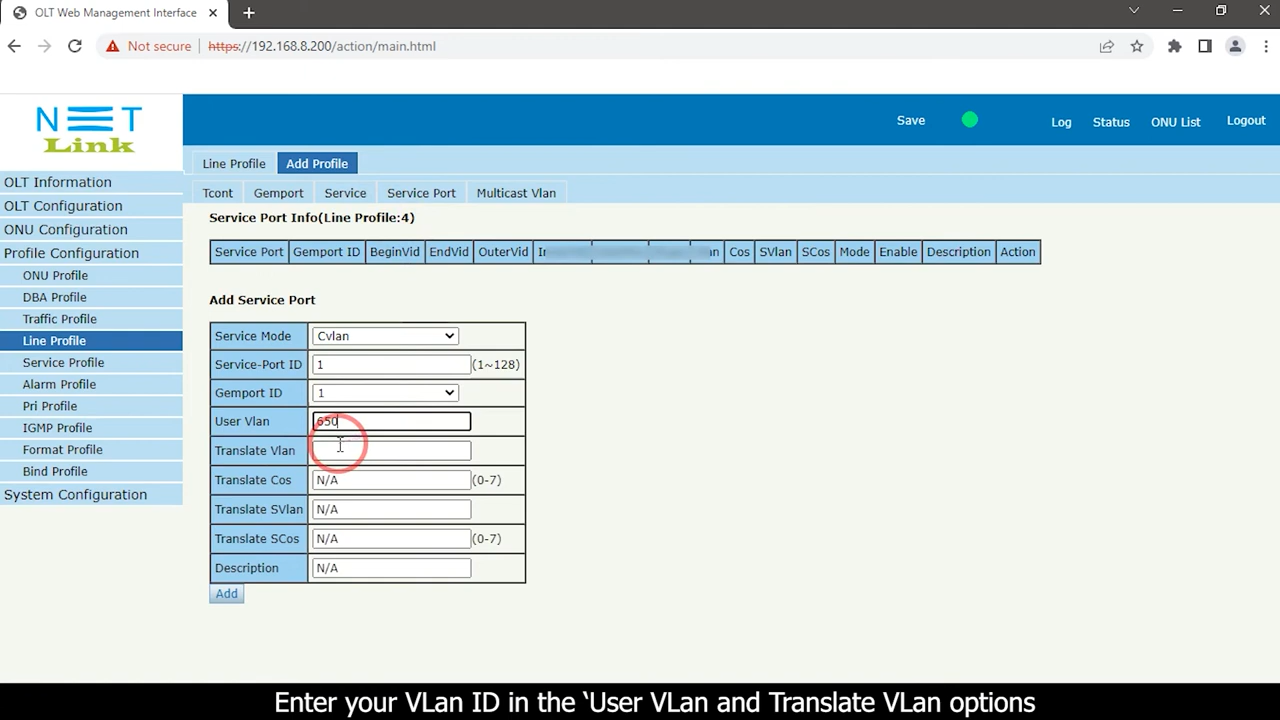 OLT Web Management Interface
Not secure
https://192.168.8.200/action/main.html
NET
Link
Save
Log
Status
ONU List
Logout
Line Profile
Add Profile
OLT Information
OLT Configuration
ONU Configuration
Profile Configuration
ONU Profile
DBA Profile
Traffic Profile
Line Profile
Service Profile
Alarm Profile
Pri Profile
IGMP Profile
Format Profile
Bind Profile
System Configuration
Tcont
Gemport
Service
Service Port
Multicast Vlan
Service Port Info(Line Profile:4)
Service Port Gemport ID BeginVid EndVid OuterVid Cos SVlan SCos Mode Enable Description Action
Add Service Port
Service Mode Cvlan
Service-Port ID 1 (1~128)
Gemport ID 1
User Vlan 650
Translate Vlan
Translate Cos N/A (0-7)
Translate SVlan N/A
Translate SCos N/A (0-7)
Description N/A
Add
Enter your VLan ID in the ‘User VLan and Translate VLan options